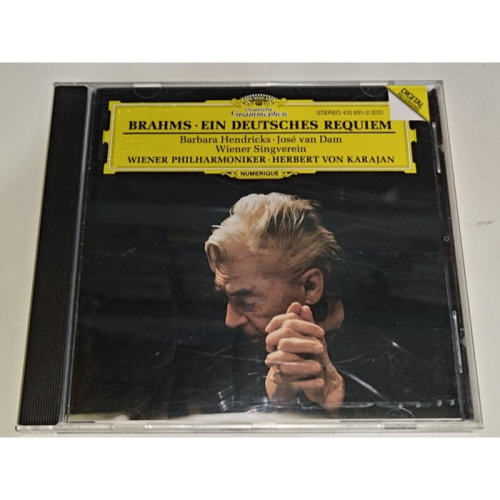 Deutsche
Grammophon
STEREO 431 651-2
DIGITAL
BRAHMS · EIN DEUTSCHES REQUIEM
Barbara Hendricks · José van Dam
Wiener Singverein
WIENER PHILHARMONIKER · HERBERT VON KARAJAN
NUMERIQUE